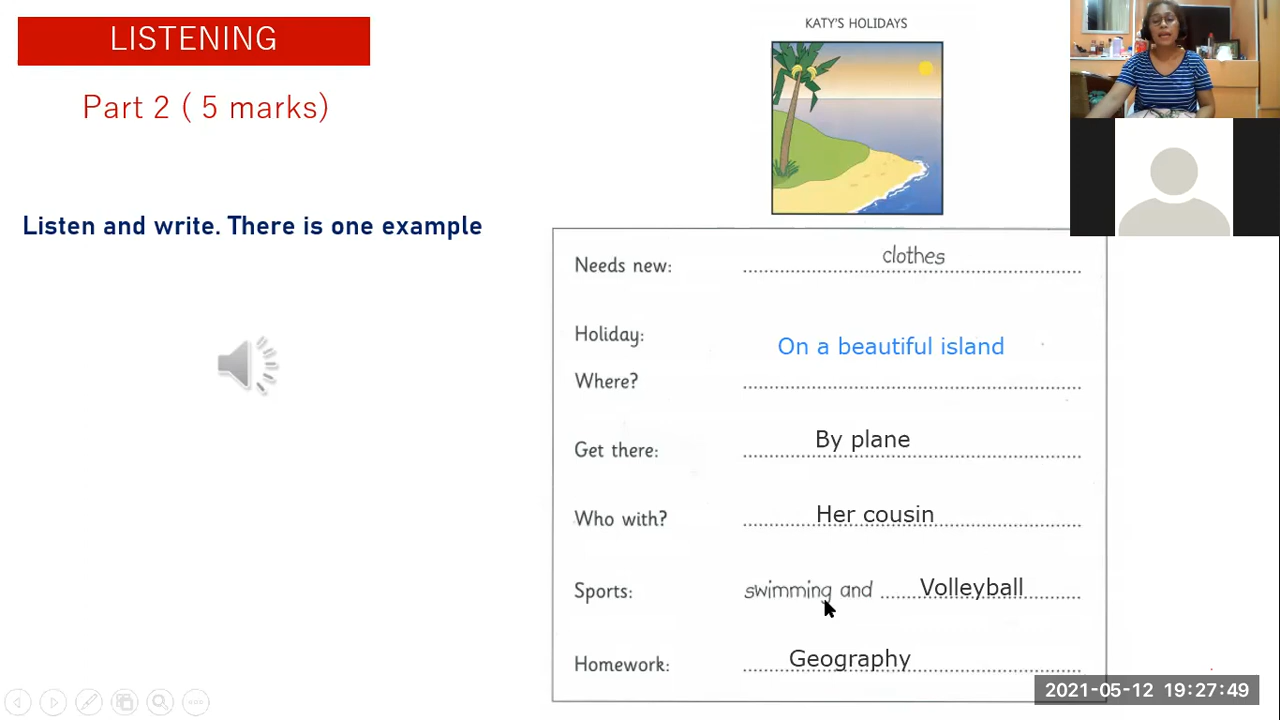 LISTENING
Part 2 ( 5 marks)
Listen and write. There is one example
KATY'S HOLIDAYS
Needs new: clothes
Holiday:
On a beautiful island
Where?
Get there: By plane
Who with? Her cousin
Sports: swimming and Volleyball
Homework: Geography
2021-05-12 19:27:49